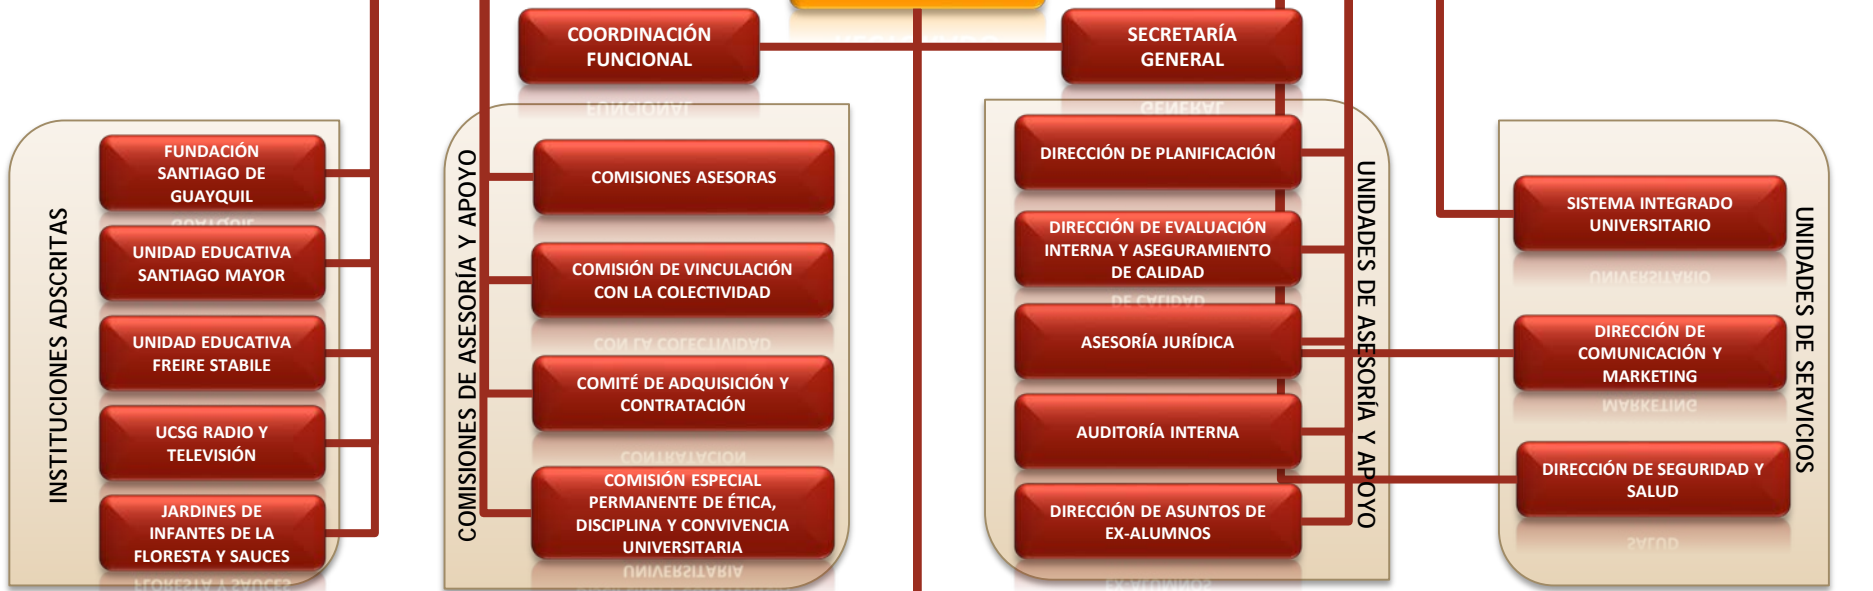 COORDINACIÓN
FUNCIONAL
SECRETARÍA
GENERAL
INSTITUCIONES ADSCRITAS
FUNDACIÓN
SANTIAGO DE
GUAYQUIL
UNIDAD EDUCATIVA
SANTIAGO MAYOR
UNIDAD EDUCATIVA
FREIRE STABILE
UCSG RADIO Y
TELEVISIÓN
JARDINES DE
INFANTES DE LA
FLORESTA Y SAUCES
COMISIONES DE ASESORÍA Y APOYO
COMISIONES ASESORAS
COMISIÓN DE VINCULACIÓN
CON LA COLECTIVIDAD
COMITÉ DE ADQUISICIÓN Y
CONTRATACIÓN
COMISIÓN ESPECIAL
PERMANENTE DE ÉTICA,
DISCIPLINA Y CONVIVENCIA
UNIVERSITARIA
DIRECCIÓN DE PLANIFICACIÓN
DIRECCIÓN DE EVALUACIÓN
INTERNA Y ASEGURAMIENTO
DE CALIDAD
ASESORÍA JURÍDICA
AUDITORÍA INTERNA
DIRECCIÓN DE ASUNTOS DE
EX-ALUMNOS
UNIDADES DE ASESORÍA Y APOYO
SISTEMA INTEGRADO
UNIVERSITARIO
DIRECCIÓN DE
COMUNICACIÓN Y
MARKETING
DIRECCIÓN DE SEGURIDAD Y
SALUD
UNIDADES DE SERVICIOS